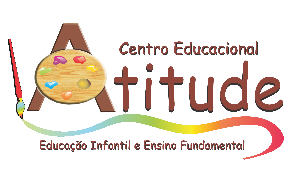 Centro Educacional
Atitude
Educação Infantil e Ensino Fundamental